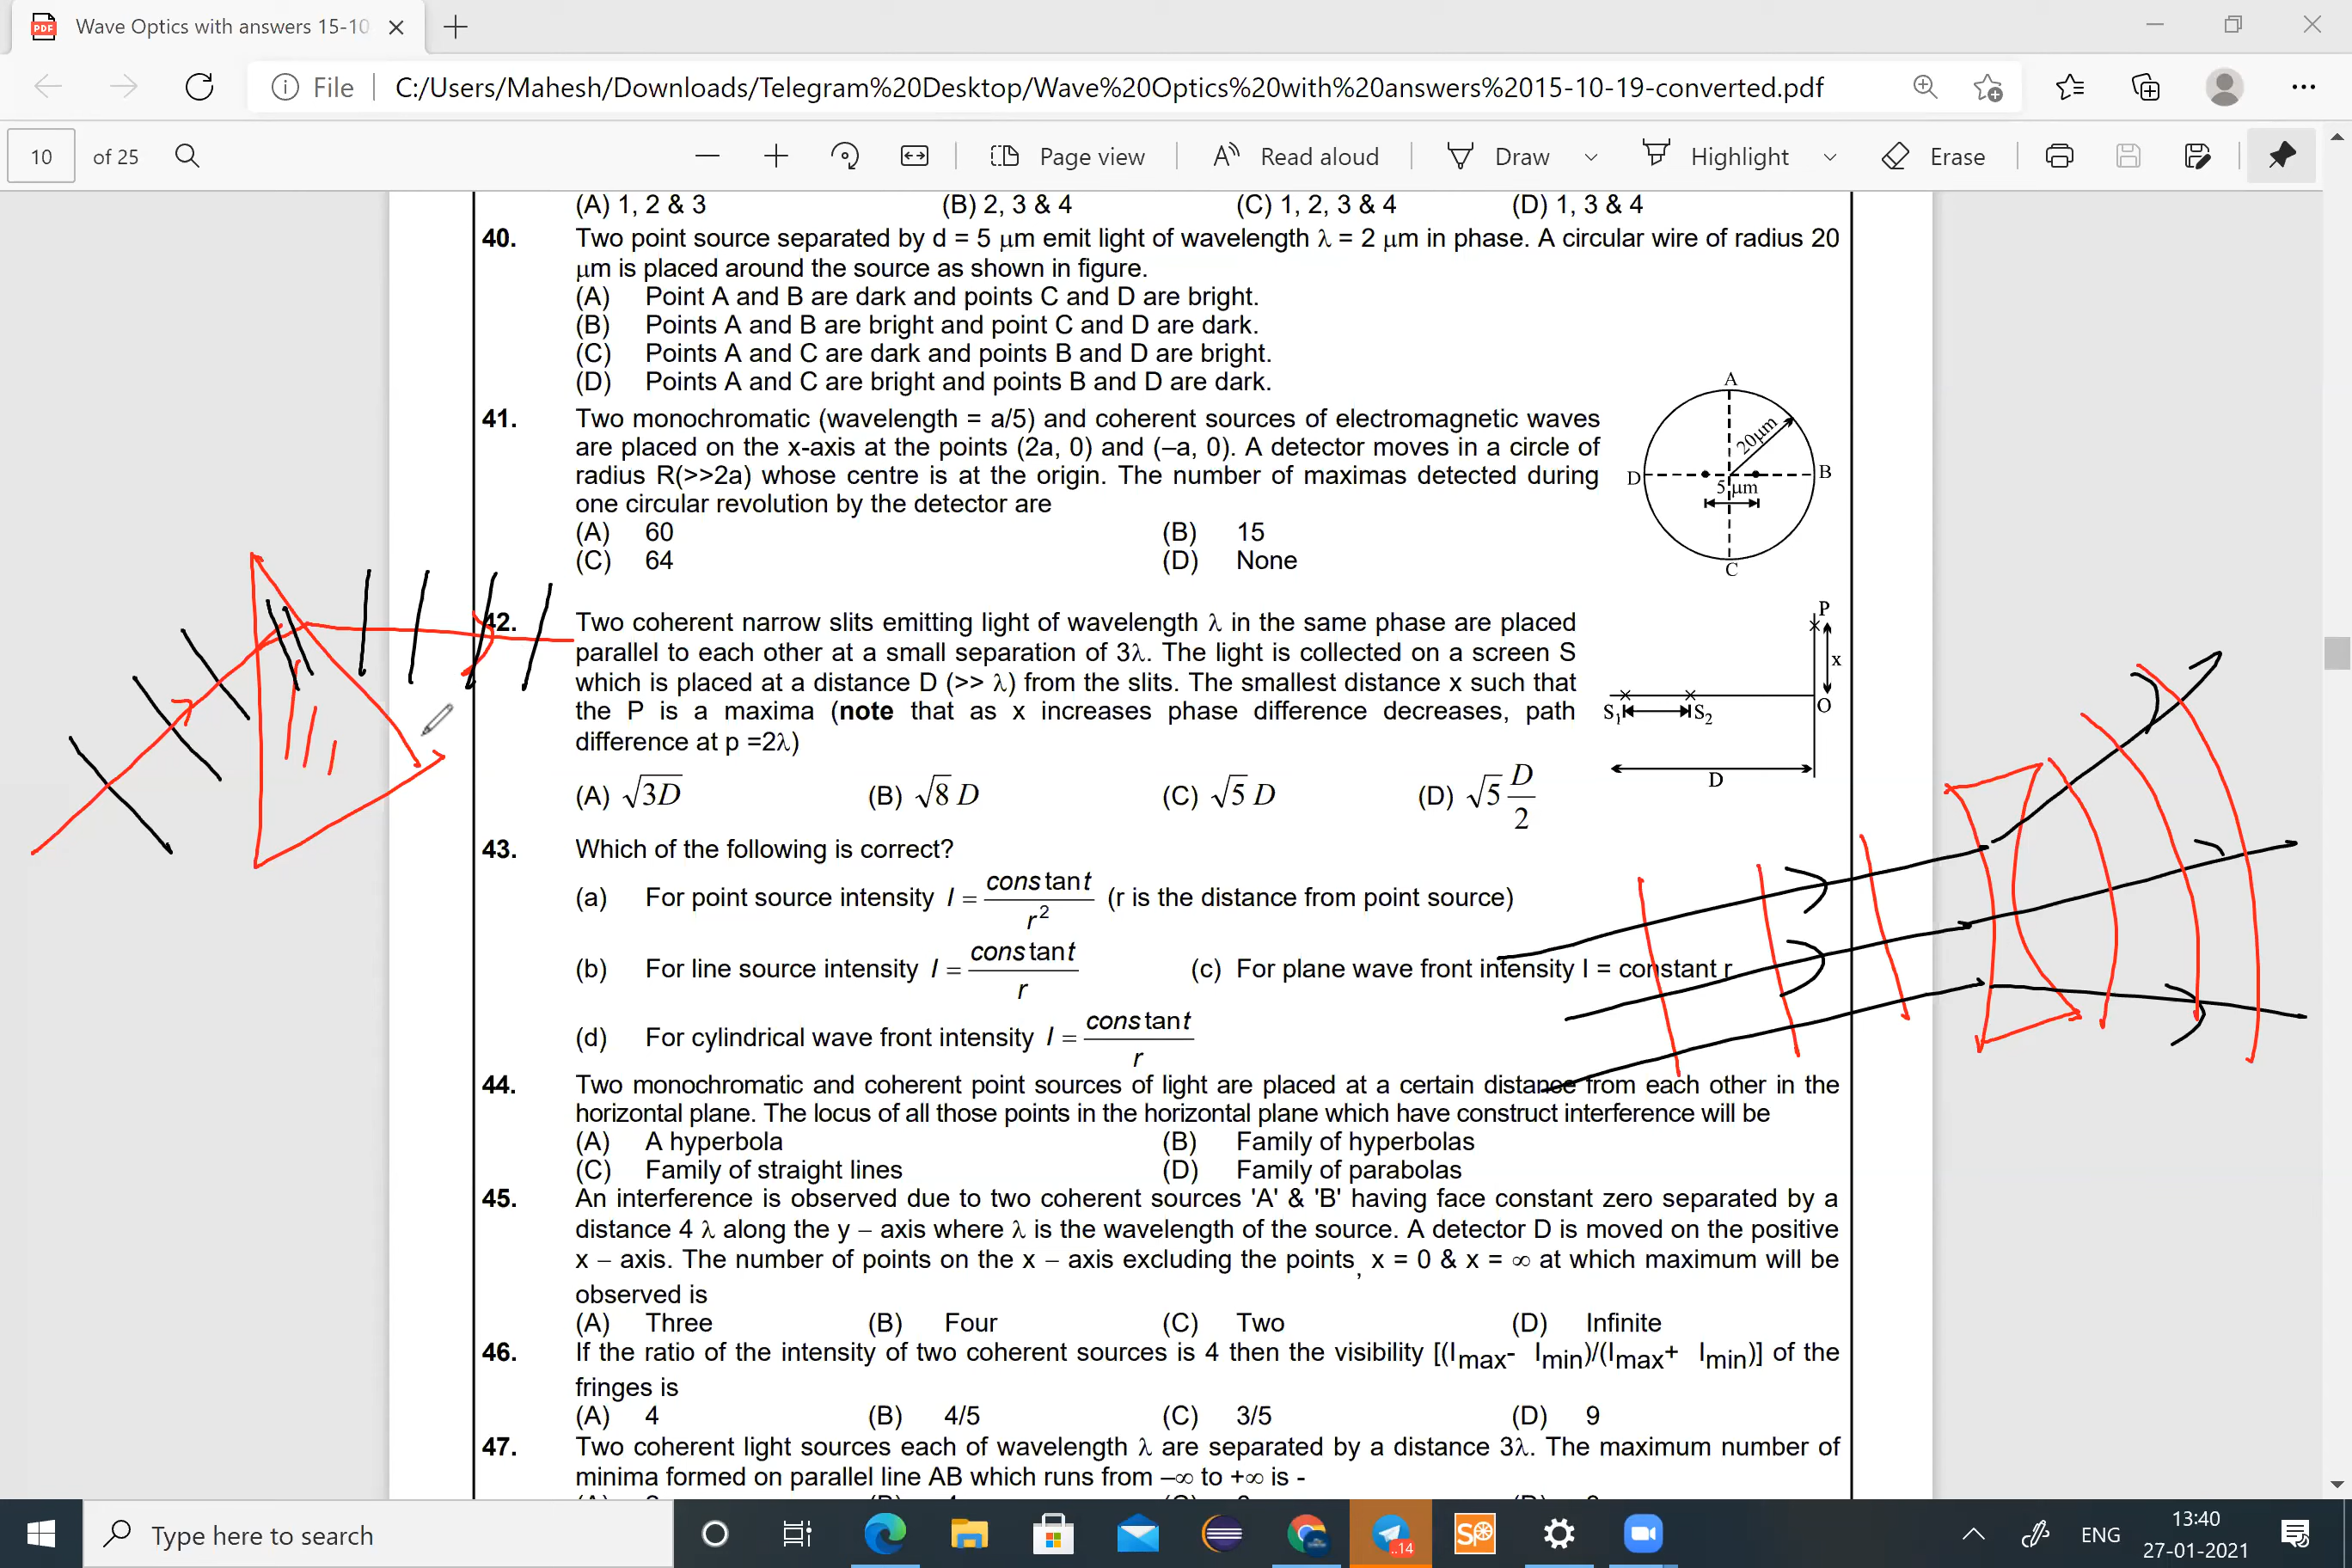 Wave Optics with answers 15-10
File
C:/Users/Mahesh/Downloads/Telegram%20Desktop/Wave%20Optics%20with%20answers%2015-10-19-converted.pdf
10 of 25
Page view
Read aloud
Draw
Highlight
Erase
(A) 1, 2 & 3 (B) 2, 3 & 4 (C) 1, 2, 3 & 4 (D) 1, 3 & 4
40. Two point source separated by d = 5 μm emit light of wavelength λ = 2 μm in phase. A circular wire of radius 20
μm is placed around the source as shown in figure.
(A) Point A and B are dark and points C and D are bright.
(B) Points A and B are bright and point C and D are dark.
(C) Points A and C are dark and points B and D are bright.
(D) Points A and C are bright and points B and D are dark.
A
20μm
D
B
5 μm
C
41. Two monochromatic (wavelength = a/5) and coherent sources of electromagnetic waves
are placed on the x-axis at the points (2a, 0) and (–a, 0). A detector moves in a circle of
radius R(>>2a) whose centre is at the origin. The number of maximas detected during
one circular revolution by the detector are
(A) 60 (B) 15
(C) 64 (D) None
42. Two coherent narrow slits emitting light of wavelength λ in the same phase are placed
parallel to each other at a small separation of 3λ. The light is collected on a screen S
which is placed at a distance D (>> λ) from the slits. The smallest distance x such that
the P is a maxima (note that as x increases phase difference decreases, path
difference at p =2λ)
P
x
S1 S2 O
D
(A) √3D (B) √8 D (C) √5 D (D) √5 D/2
43. Which of the following is correct?
(a) For point source intensity I = constant/r² (r is the distance from point source)
(b) For line source intensity I = constant/r (c) For plane wave front intensity I = constant r
(d) For cylindrical wave front intensity I = constant/r
44. Two monochromatic and coherent point sources of light are placed at a certain distance from each other in the
horizontal plane. The locus of all those points in the horizontal plane which have construct interference will be
(A) A hyperbola (B) Family of hyperbolas
(C) Family of straight lines (D) Family of parabolas
45. An interference is observed due to two coherent sources 'A' & 'B' having face constant zero separated by a
distance 4 λ along the y – axis where λ is the wavelength of the source. A detector D is moved on the positive
x – axis. The number of points on the x – axis excluding the points, x = 0 & x = ∞ at which maximum will be
observed is
(A) Three (B) Four (C) Two (D) Infinite
46. If the ratio of the intensity of two coherent sources is 4 then the visibility [(Imax- Imin)/(Imax+ Imin)] of the
fringes is
(A) 4 (B) 4/5 (C) 3/5 (D) 9
47. Two coherent light sources each of wavelength λ are separated by a distance 3λ. The maximum number of
minima formed on parallel line AB which runs from –∞ to +∞ is -
Type here to search
..14
SP
ENG
13:40
27-01-2021